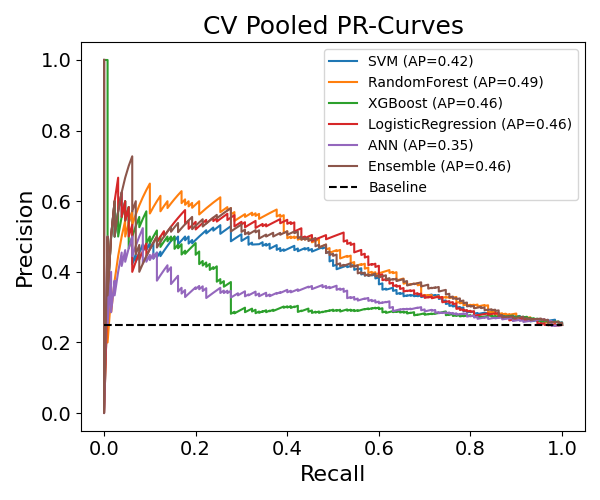 CV Pooled PR-Curves
SVM (AP=0.42)
RandomForest (AP=0.49)
XGBoost (AP=0.46)
LogisticRegression (AP=0.46)
ANN (AP=0.35)
Ensemble (AP=0.46)
Baseline
Precision
1.0
0.8
0.6
0.4
0.2
0.0
0.0 0.2 0.4 0.6 0.8 1.0
Recall